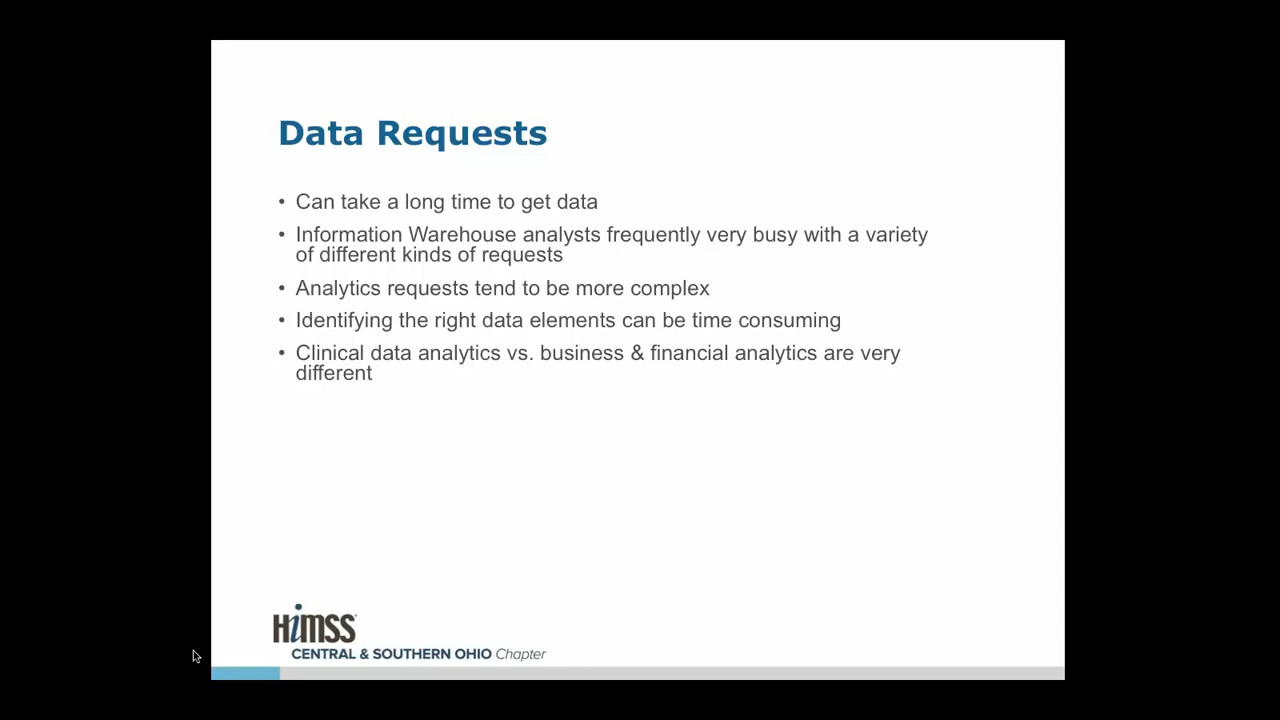 Data Requests
• Can take a long time to get data
• Information Warehouse analysts frequently very busy with a variety
of different kinds of requests
• Analytics requests tend to be more complex
• Identifying the right data elements can be time consuming
• Clinical data analytics vs. business & financial analytics are very
different
HiMSS
CENTRAL & SOUTHERN OHIO Chapter